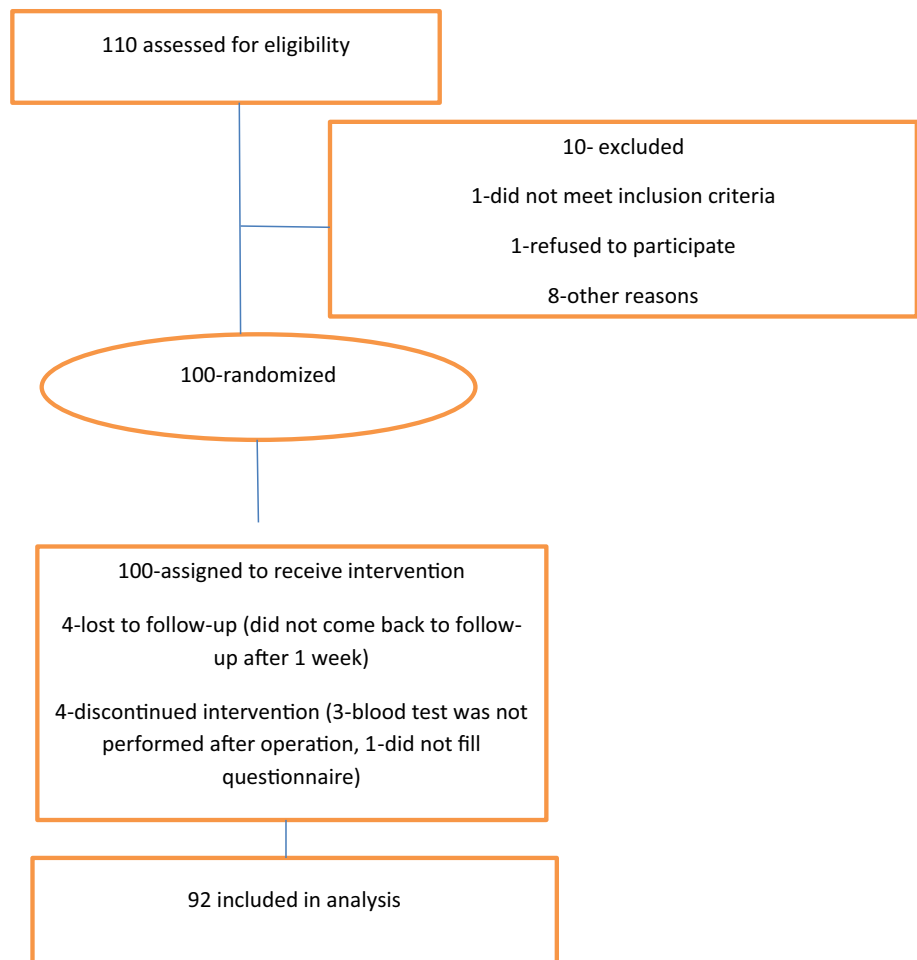 110 assessed for eligibility
10- excluded
1-did not meet inclusion criteria
1-refused to participate
8-other reasons
100-randomized
100-assigned to receive intervention
4-lost to follow-up (did not come back to follow-
up after 1 week)
4-discontinued intervention (3-blood test was not
performed after operation, 1-did not fill
questionnaire)
92 included in analysis